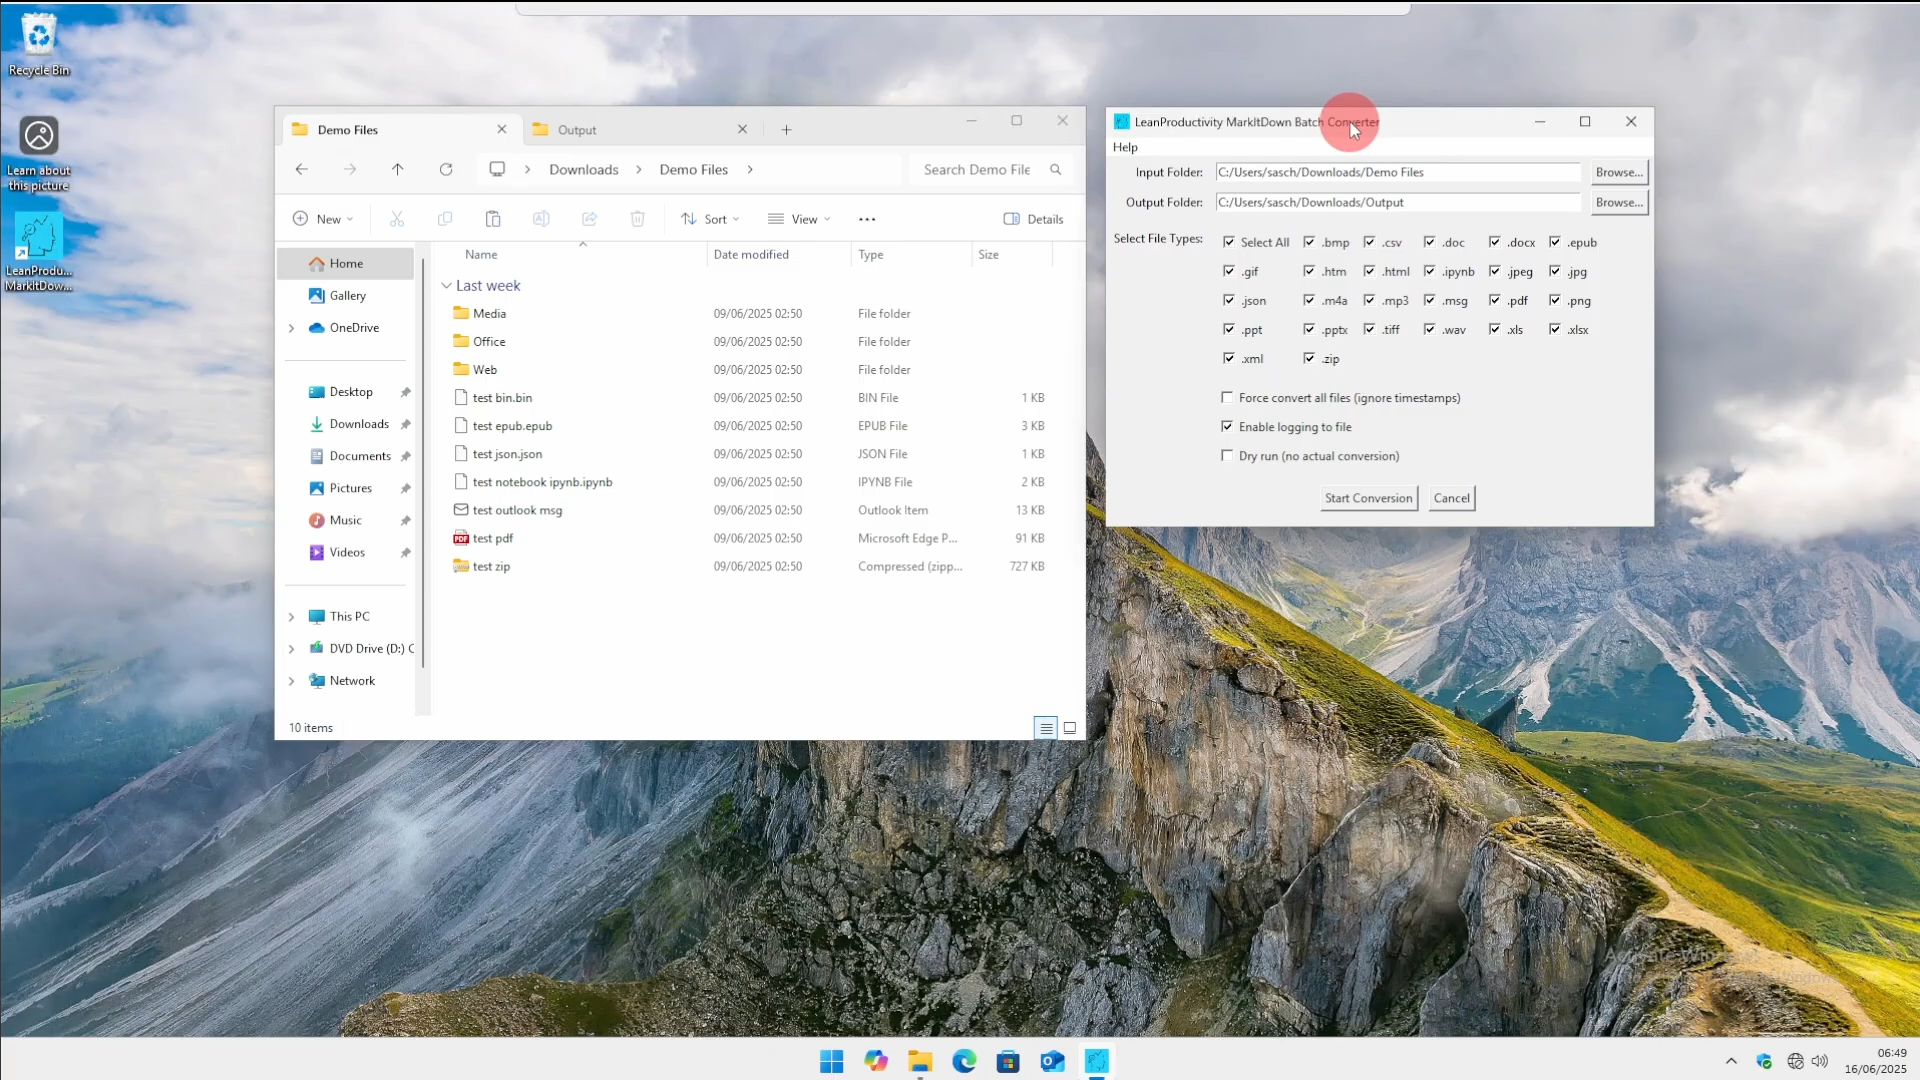 Recycle Bin
Learn about
this picture
LeanProdu...
MarkItDow...
Demo Files
Output
Downloads
Demo Files
Search Demo File
New
Sort
View
Details
Home
Gallery
OneDrive
Desktop
Downloads
Documents
Pictures
Music
Videos
This PC
DVD Drive (D:) C
Network
Name Date modified Type Size
Last week
Media 09/06/2025 02:50 File folder
Office 09/06/2025 02:50 File folder
Web 09/06/2025 02:50 File folder
test bin.bin 09/06/2025 02:50 BIN File 1 KB
test epub.epub 09/06/2025 02:50 EPUB File 3 KB
test json.json 09/06/2025 02:50 JSON File 1 KB
test notebook ipynb.ipynb 09/06/2025 02:50 IPYNB File 2 KB
test outlook msg 09/06/2025 02:50 Outlook Item 13 KB
PDF test pdf 09/06/2025 02:50 Microsoft Edge P... 91 KB
test zip 09/06/2025 02:50 Compressed (zipp... 727 KB
10 items
LeanProductivity MarkItDown Batch Converter
Help
Input Folder: C:/Users/sasch/Downloads/Demo Files Browse...
Output Folder: C:/Users/sasch/Downloads/Output Browse...
Select File Types: Select All .bmp .csv .doc .docx .epub
.gif .htm .html .ipynb .jpeg .jpg
.json .m4a .mp3 .msg .pdf .png
.ppt .pptx .tiff .wav .xls .xlsx
.xml .zip
Force convert all files (ignore timestamps)
Enable logging to file
Dry run (no actual conversion)
Start Conversion Cancel
Activate Windows
06:49
16/06/2025